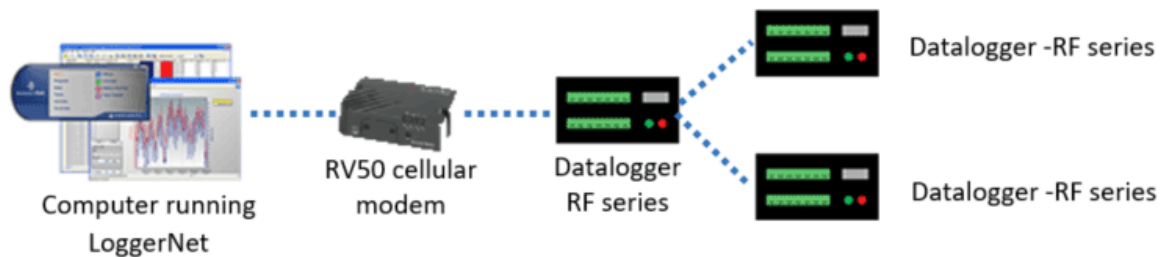 Computer running
LoggerNet
RV50 cellular
modem
Datalogger
RF series
Datalogger -RF series
Datalogger -RF series